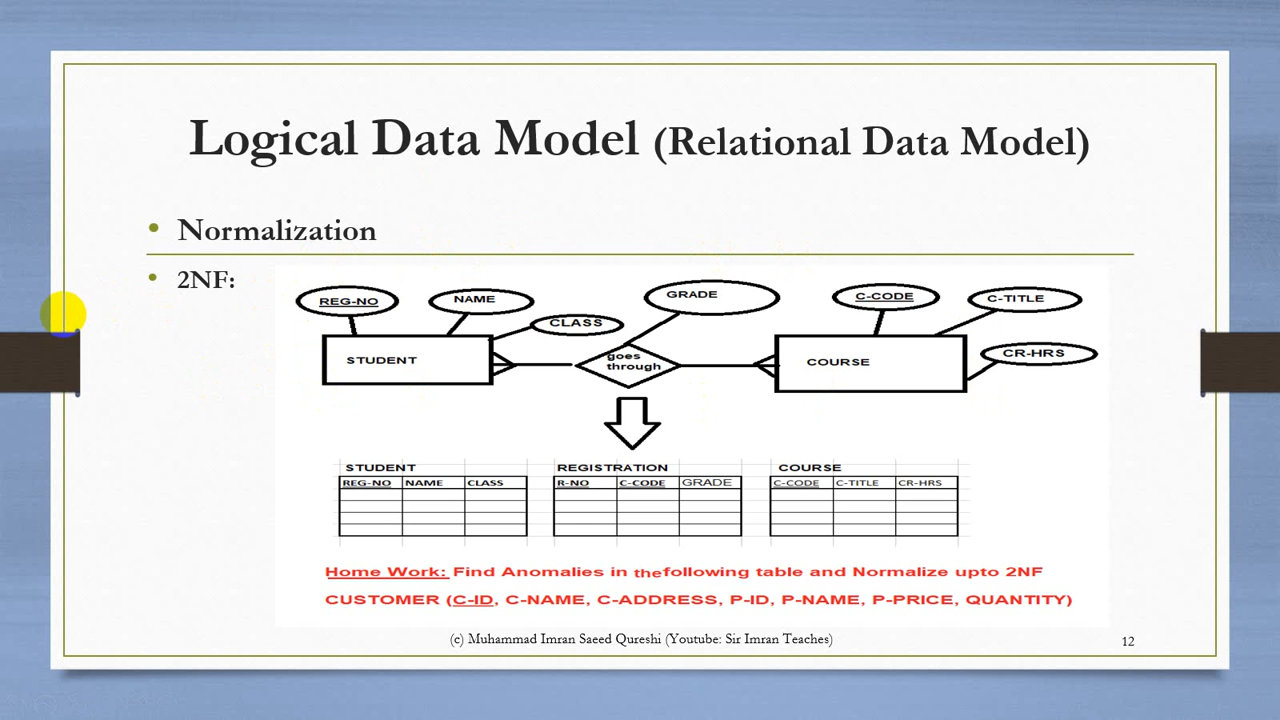 Logical Data Model (Relational Data Model)
• Normalization
• 2NF:
REG-NO NAME CLASS GRADE C-CODE C-TITLE CR-HRS
STUDENT
goes
through
COURSE
STUDENT REGISTRATION COURSE
REG-NO NAME CLASS R-NO C-CODE GRADE C-CODE C-TITLE CR-HRS
Home Work: Find Anomalies in the following table and Normalize upto 2NF
CUSTOMER (C-ID, C-NAME, C-ADDRESS, P-ID, P-NAME, P-PRICE, QUANTITY)
(c) Muhammad Imran Saeed Qureshi (Youtube: Sir Imran Teaches)
12